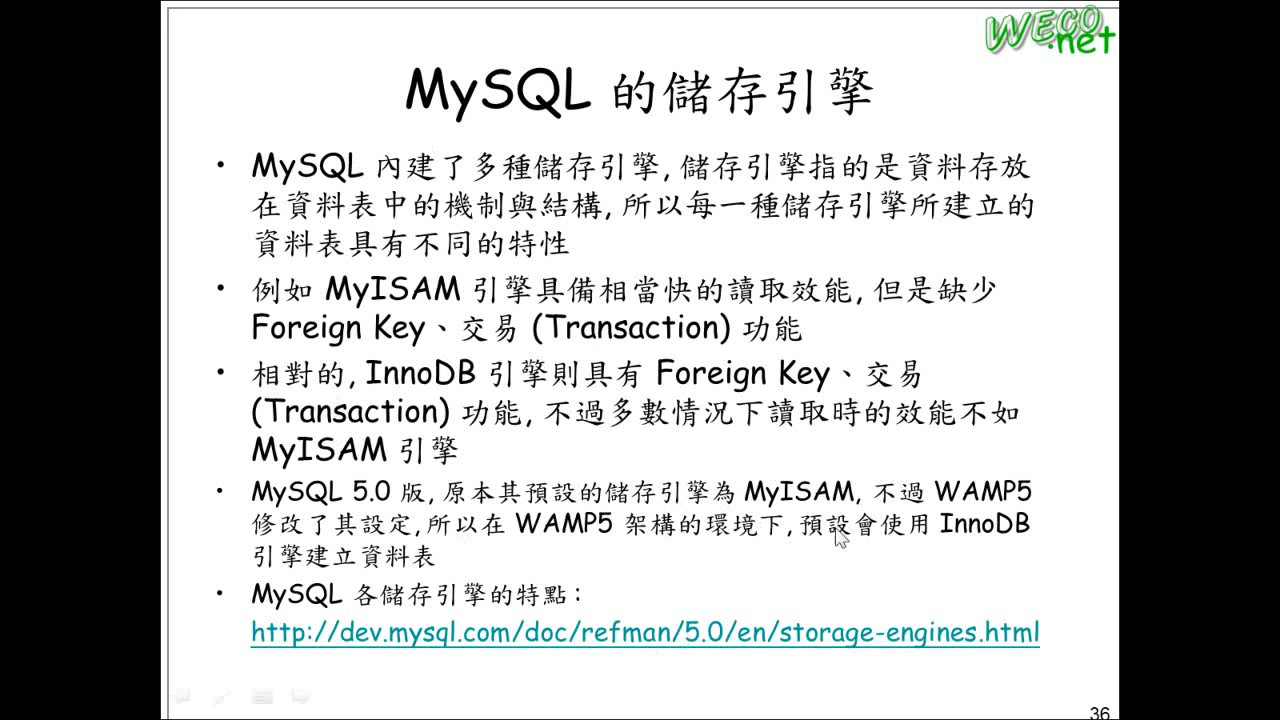 WECO.net
MySQL 的儲存引擎
• MySQL 內建了多種儲存引擎, 儲存引擎指的是資料存放
在資料表中的機制與結構, 所以每一種儲存引擎所建立的
資料表具有不同的特性
• 例如 MyISAM 引擎具備相當快的讀取效能, 但是缺少
Foreign Key、交易 (Transaction) 功能
• 相對的, InnoDB 引擎則具有 Foreign Key、交易
(Transaction) 功能, 不過多數情況下讀取時的效能不如
MyISAM 引擎
• MySQL 5.0 版, 原本其預設的儲存引擎為 MyISAM, 不過 WAMP5
修改了其設定, 所以在 WAMP5 架構的環境下, 預設會使用 InnoDB
引擎建立資料表
• MySQL 各儲存引擎的特點 :
http://dev.mysql.com/doc/refman/5.0/en/storage-engines.html
36